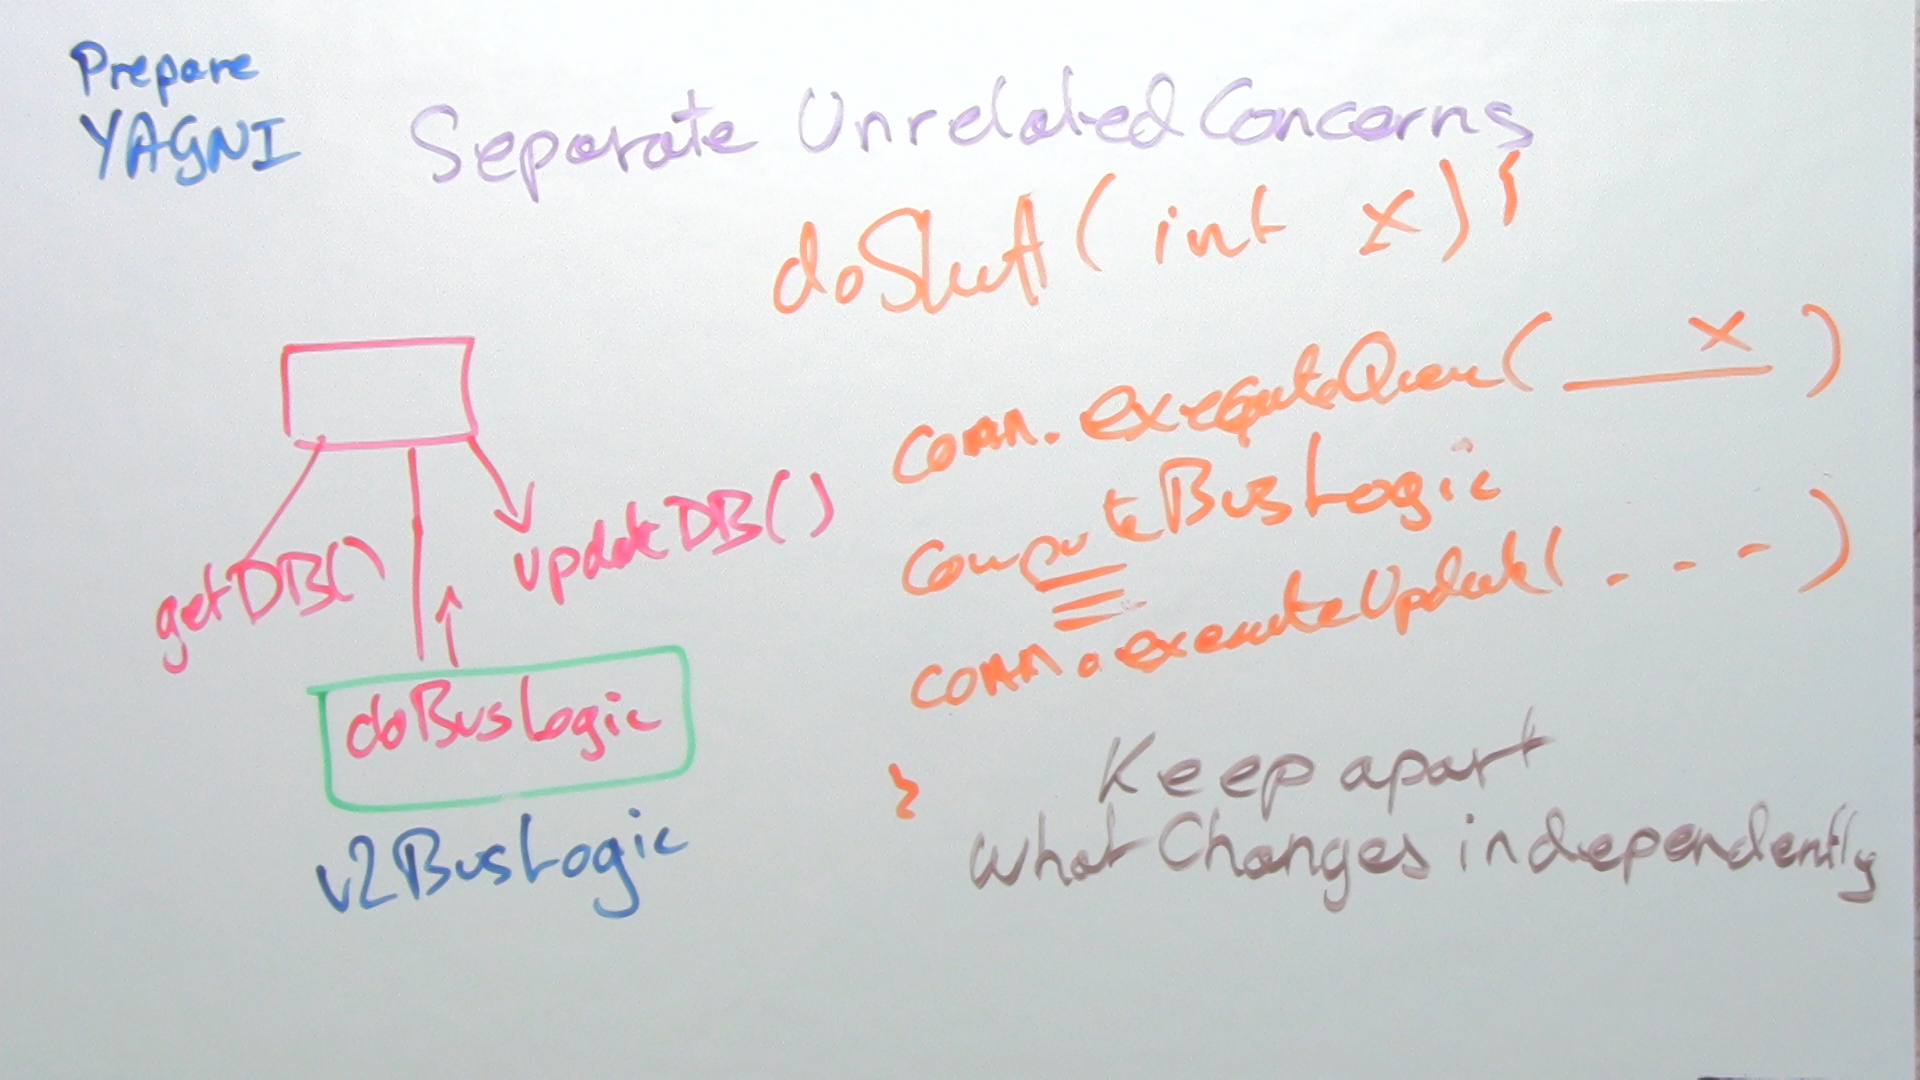 Prepare
YAGNI
Separate Unrelated Concerns
doStuff(int x) {
conn.executeQuery(____x____)
computeBusLogic
conn.executeUpdate(...)
}
getDB()
updateDB()
doBusLogic
v2BusLogic
Keep apart
what Changes independently